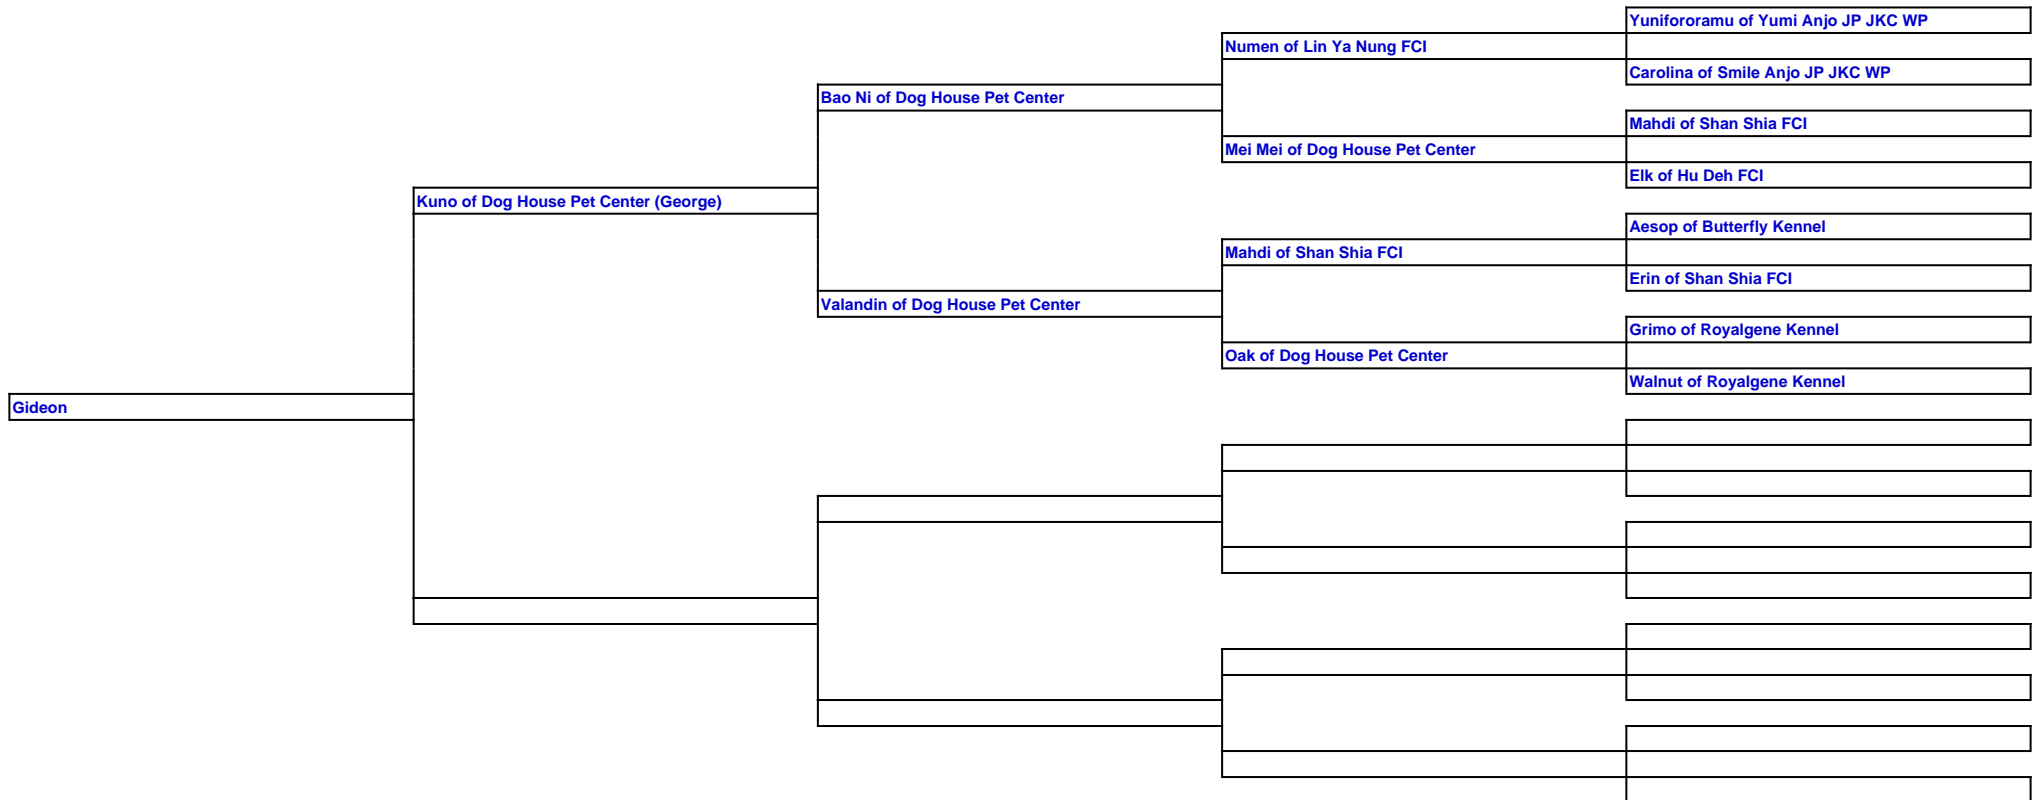 Yunifororamu of Yumi Anjo JP JKC WP
Numen of Lin Ya Nung FCI
Carolina of Smile Anjo JP JKC WP
Bao Ni of Dog House Pet Center
Mahdi of Shan Shia FCI
Mei Mei of Dog House Pet Center
Elk of Hu Deh FCI
Kuno of Dog House Pet Center (George)
Aesop of Butterfly Kennel
Mahdi of Shan Shia FCI
Erin of Shan Shia FCI
Valandin of Dog House Pet Center
Grimo of Royalgene Kennel
Oak of Dog House Pet Center
Walnut of Royalgene Kennel
Gideon